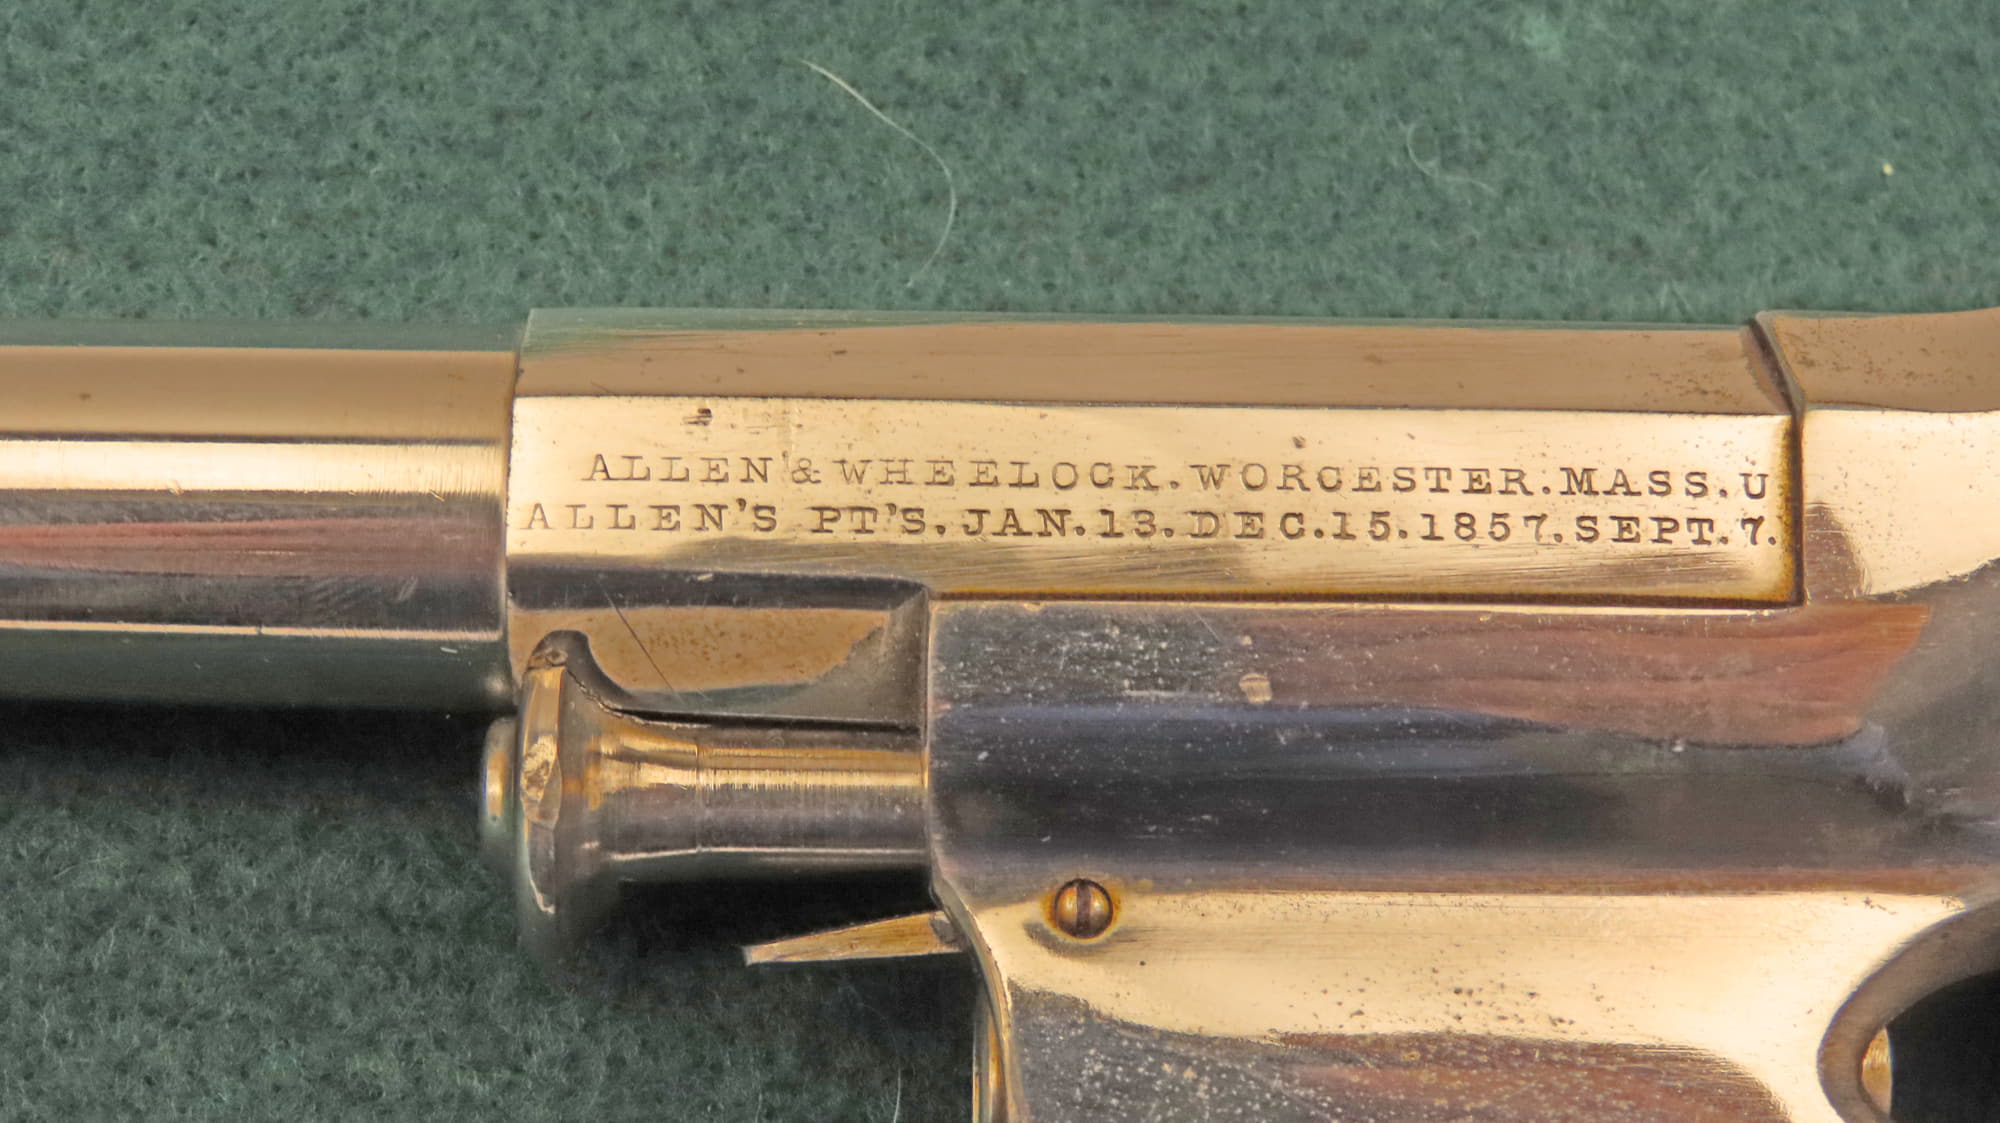 ALLEN & WHEELOCK. WORCESTER. MASS. U
ALLEN'S PT'S. JAN. 13. DEC. 15. 1857. SEPT. 7.